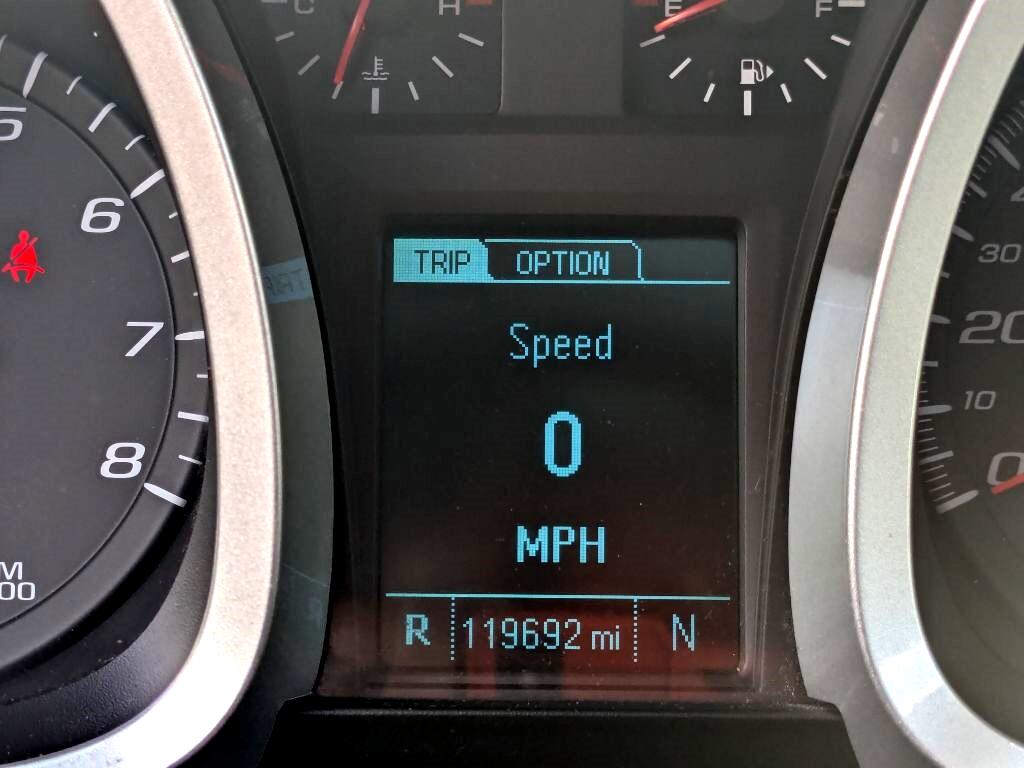 C H
E F
5
6
7
8
TRIP OPTION
Speed
0
MPH
R 119692 mi N
30
20
10
0